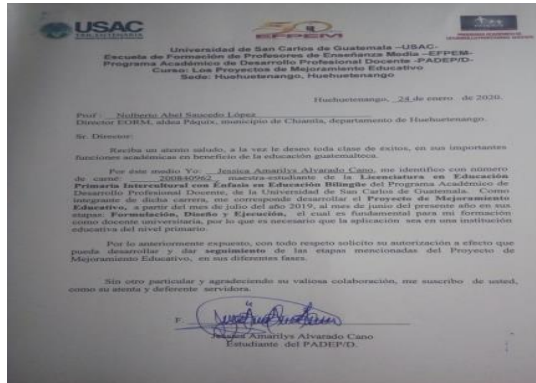 USAC
TRICENTENARIA
50
EFPEM
Universidad de San Carlos de Guatemala –USAC-
Escuela de Formación de Profesores de Enseñanza Media –EFPEM-
Programa Académico de Desarrollo Profesional Docente -PADEP/D-
Curso: Los Proyectos de Mejoramiento Educativo
Sede: Huehuetenango, Huehuetenango
Huehuetenango, 24 de enero de 2020.
Prof.: Nolberto Abel Saucedo López
Director EORM, aldea Páquix, municipio de Chiantla, departamento de Huehuetenango.
Sr. Director:
Reciba un atento saludo, a la vez le deseo toda clase de éxitos, en sus importantes
funciones académicas en beneficio de la educación guatemalteca.
Por éste medio Yo: Jessica Amarilys Alvarado Cano, me identifico con número
de carné: 200840962, maestra-estudiante de la Licenciatura en Educación
Primaria Intercultural con Énfasis en Educación Bilingüe del Programa Académico de
Desarrollo Profesional Docente, de la Universidad de San Carlos de Guatemala. Como
integrante de dicha carrera, me corresponde desarrollar el Proyecto de Mejoramiento
Educativo, a partir del mes de julio del año 2019, al mes de junio del presente año en sus
etapas: Formulación, Diseño y Ejecución, el cual es fundamental para mi formación
como docente universitaria, por lo que es necesario que la aplicación sea en una institución
educativa del nivel primario.
Por lo anteriormente expuesto, con todo respeto solicito su autorización a efecto que
pueda desarrollar y dar seguimiento de las etapas mencionadas del Proyecto de
Mejoramiento Educativo, en sus diferentes fases.
Sin otro particular y agradeciendo su valiosa colaboración, me suscribo de usted,
como su atenta y deferente servidora.
F.
Jessica Amarilys Alvarado Cano
Estudiante del PADEP/D.